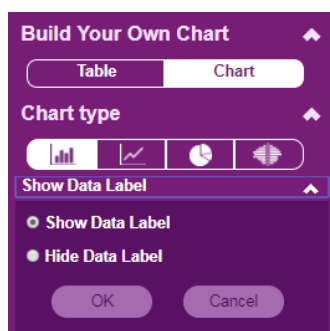 Build Your Own Chart
Table Chart
Chart type
Show Data Label
Show Data Label
Hide Data Label
OK Cancel